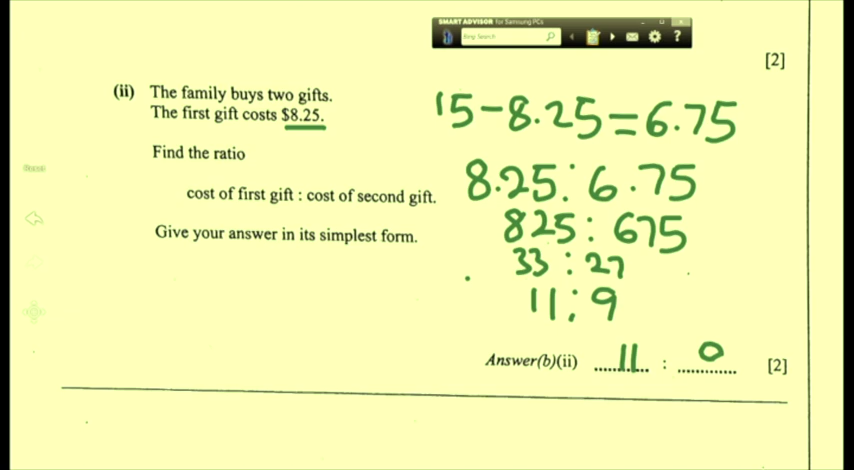 SMART ADVISOR for Samsung PCs
Any Search
[2]
(ii) The family buys two gifts.
The first gift costs $8.25.
Find the ratio
cost of first gift : cost of second gift.
Give your answer in its simplest form.
15-8.25=6.75
8.25:6.75
825:675
33:27
11:9
Answer(b)(ii) 11 : 0 [2]